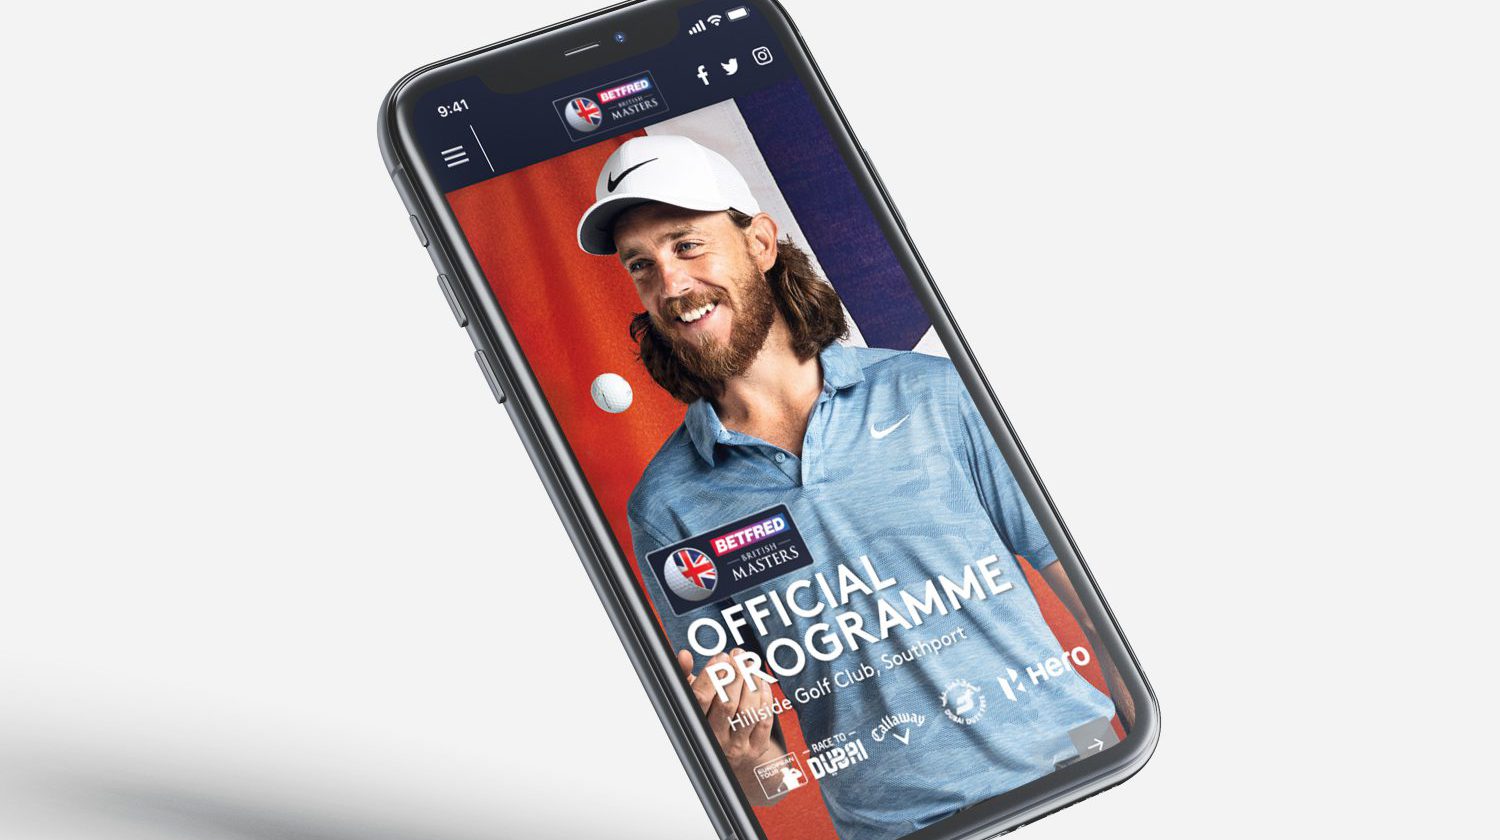 9:41
BETFRED
BRITISH
MASTERS
BETFRED
BRITISH
MASTERS
OFFICIAL
PROGRAMME
Hillside Golf Club, Southport
Hero
DUBAI DUTY FREE
Callaway
RACE TO
DUBAI
EUROPEAN
TOUR